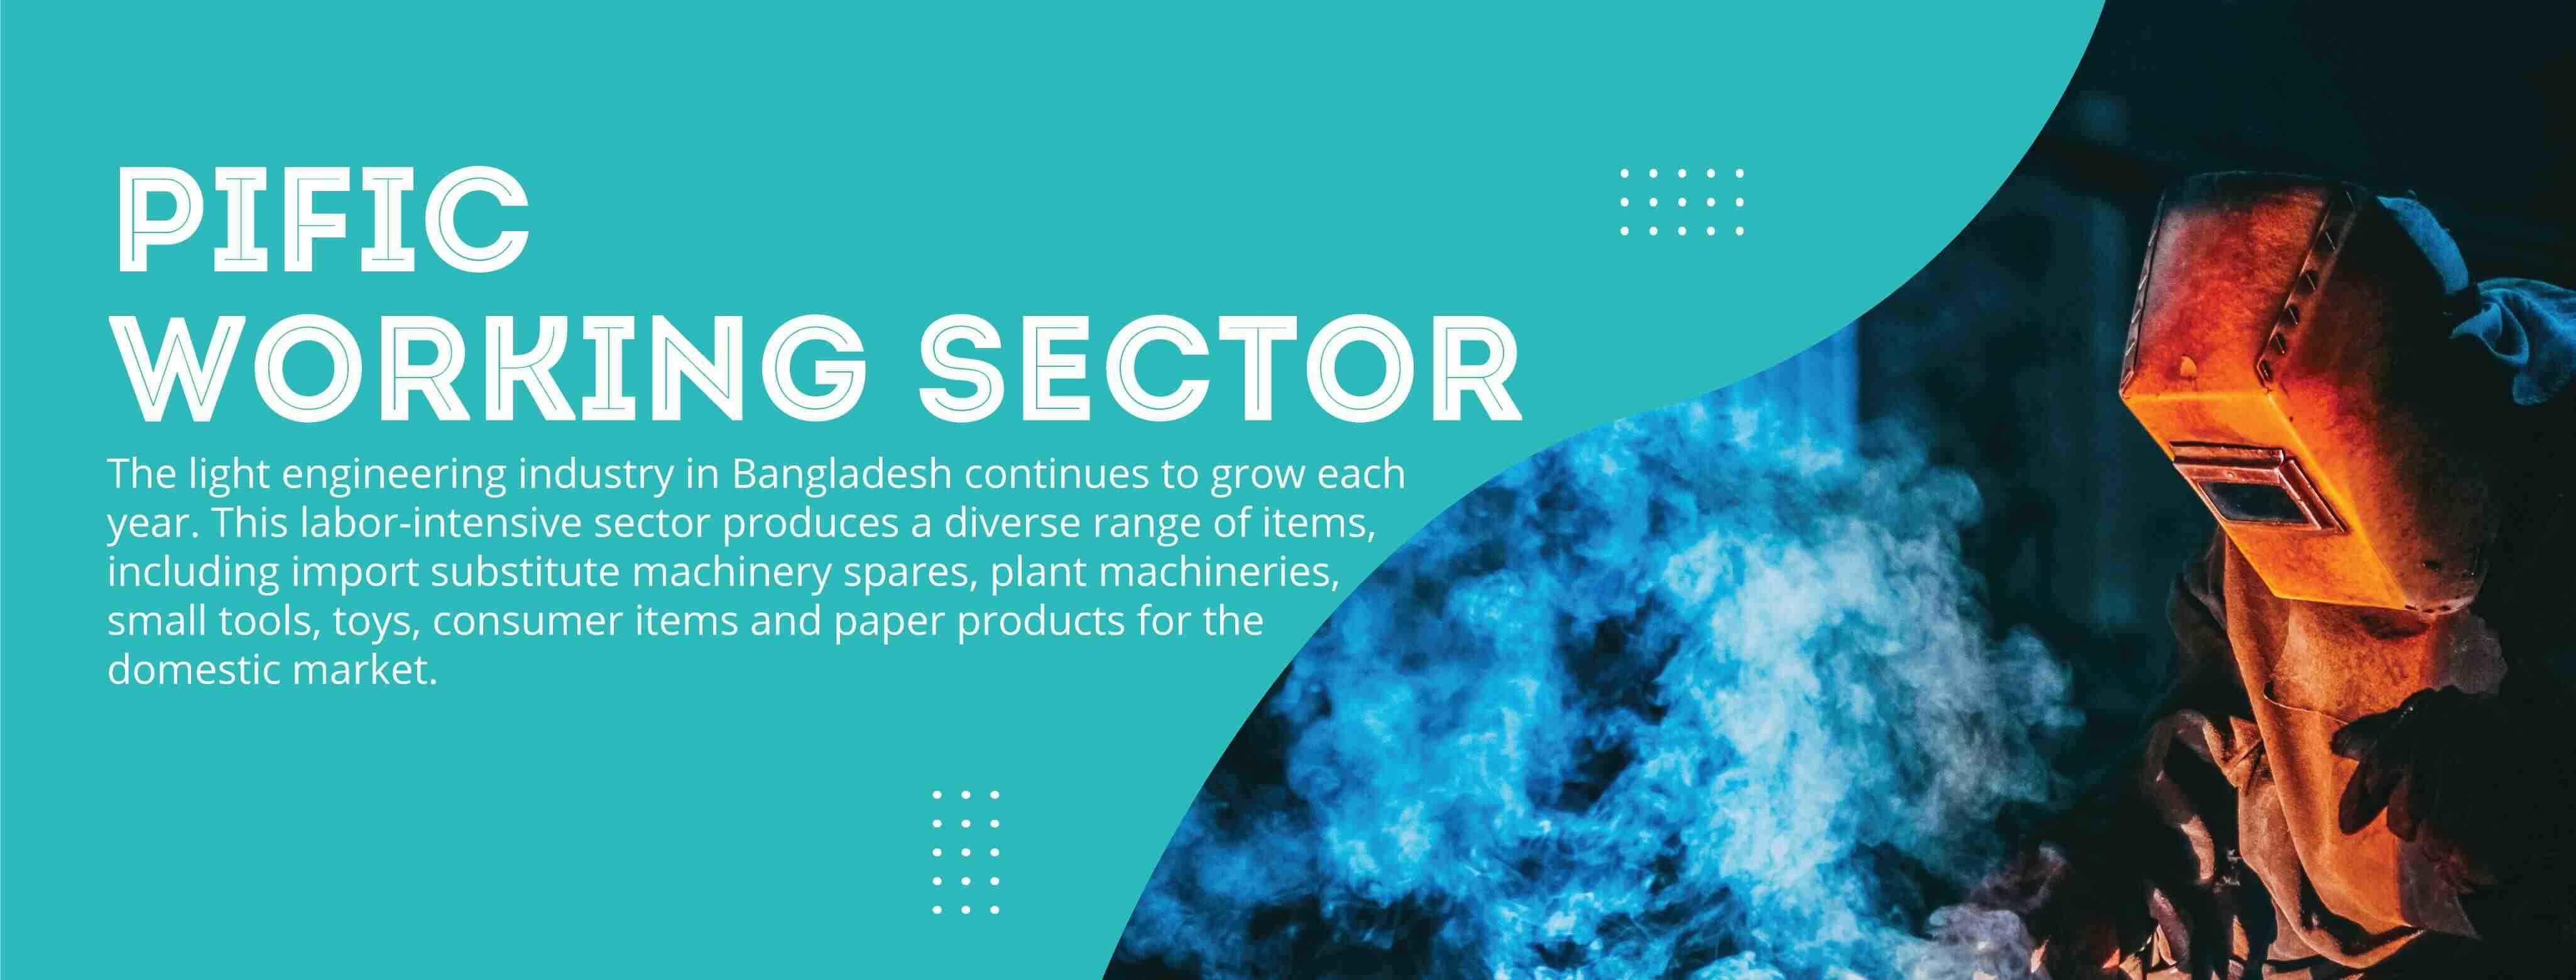 PIFIC
WORKING SECTOR
The light engineering industry in Bangladesh continues to grow each
year. This labor-intensive sector produces a diverse range of items,
including import substitute machinery spares, plant machineries,
small tools, toys, consumer items and paper products for the
domestic market.